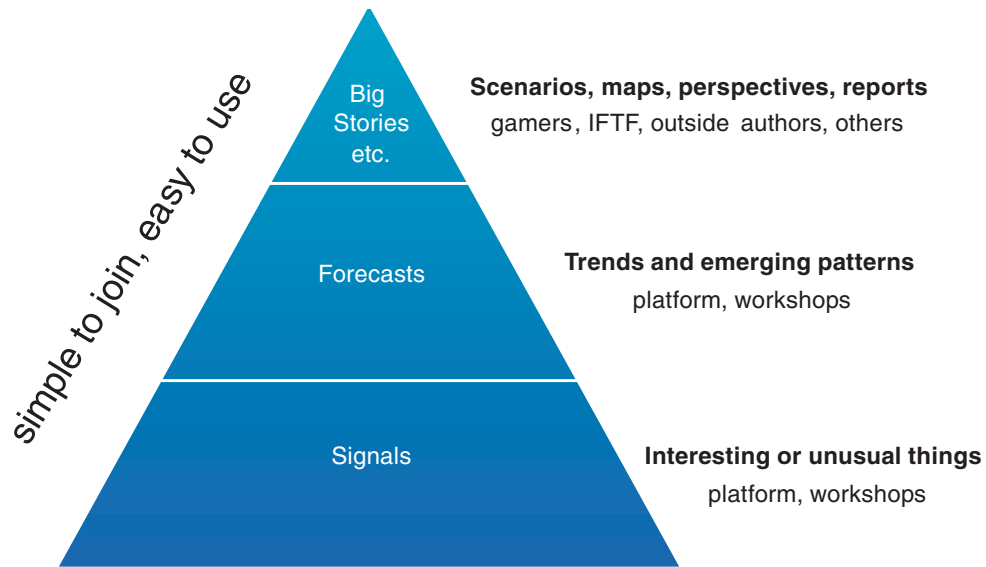 simple to join, easy to use
Big
Stories
etc.
Scenarios, maps, perspectives, reports
gamers, IFTF, outside authors, others
Forecasts
Trends and emerging patterns
platform, workshops
Signals
Interesting or unusual things
platform, workshops